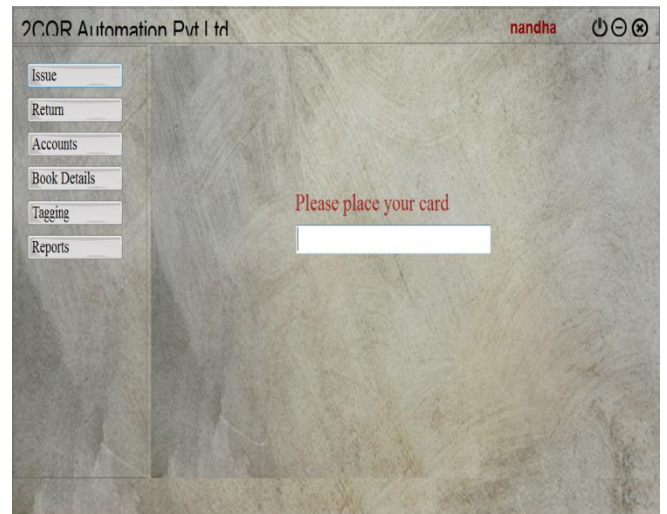 2COR Automation Pvt Ltd
nandha
Issue
Return
Accounts
Book Details
Tagging
Reports
Please place your card